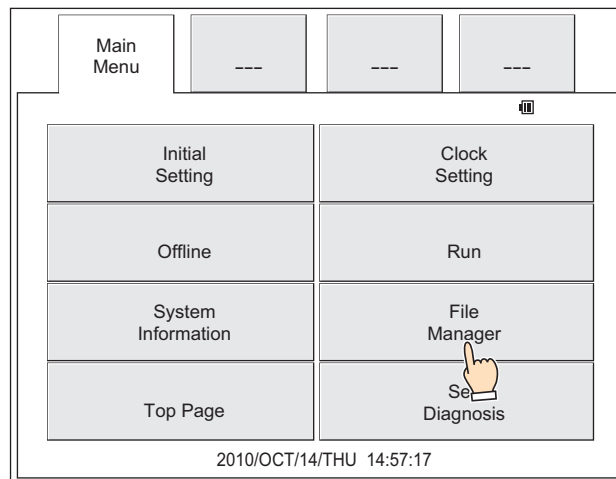 Main
Menu
---
---
---
Initial
Setting
Clock
Setting
Offline
Run
System
Information
File
Manager
Top Page
Se
Diagnosis
2010/OCT/14/THU 14:57:17